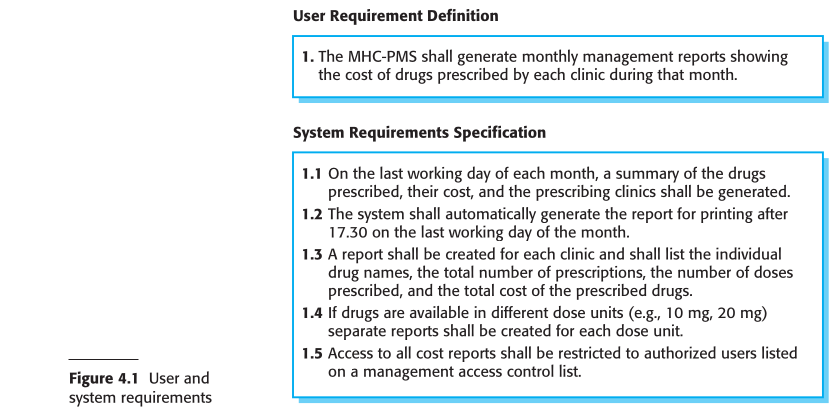 User Requirement Definition
1. The MHC-PMS shall generate monthly management reports showing
the cost of drugs prescribed by each clinic during that month.
System Requirements Specification
1.1 On the last working day of each month, a summary of the drugs
prescribed, their cost, and the prescribing clinics shall be generated.
1.2 The system shall automatically generate the report for printing after
17.30 on the last working day of the month.
1.3 A report shall be created for each clinic and shall list the individual
drug names, the total number of prescriptions, the number of doses
prescribed, and the total cost of the prescribed drugs.
1.4 If drugs are available in different dose units (e.g., 10 mg, 20 mg)
separate reports shall be created for each dose unit.
1.5 Access to all cost reports shall be restricted to authorized users listed
on a management access control list.
Figure 4.1 User and
system requirements